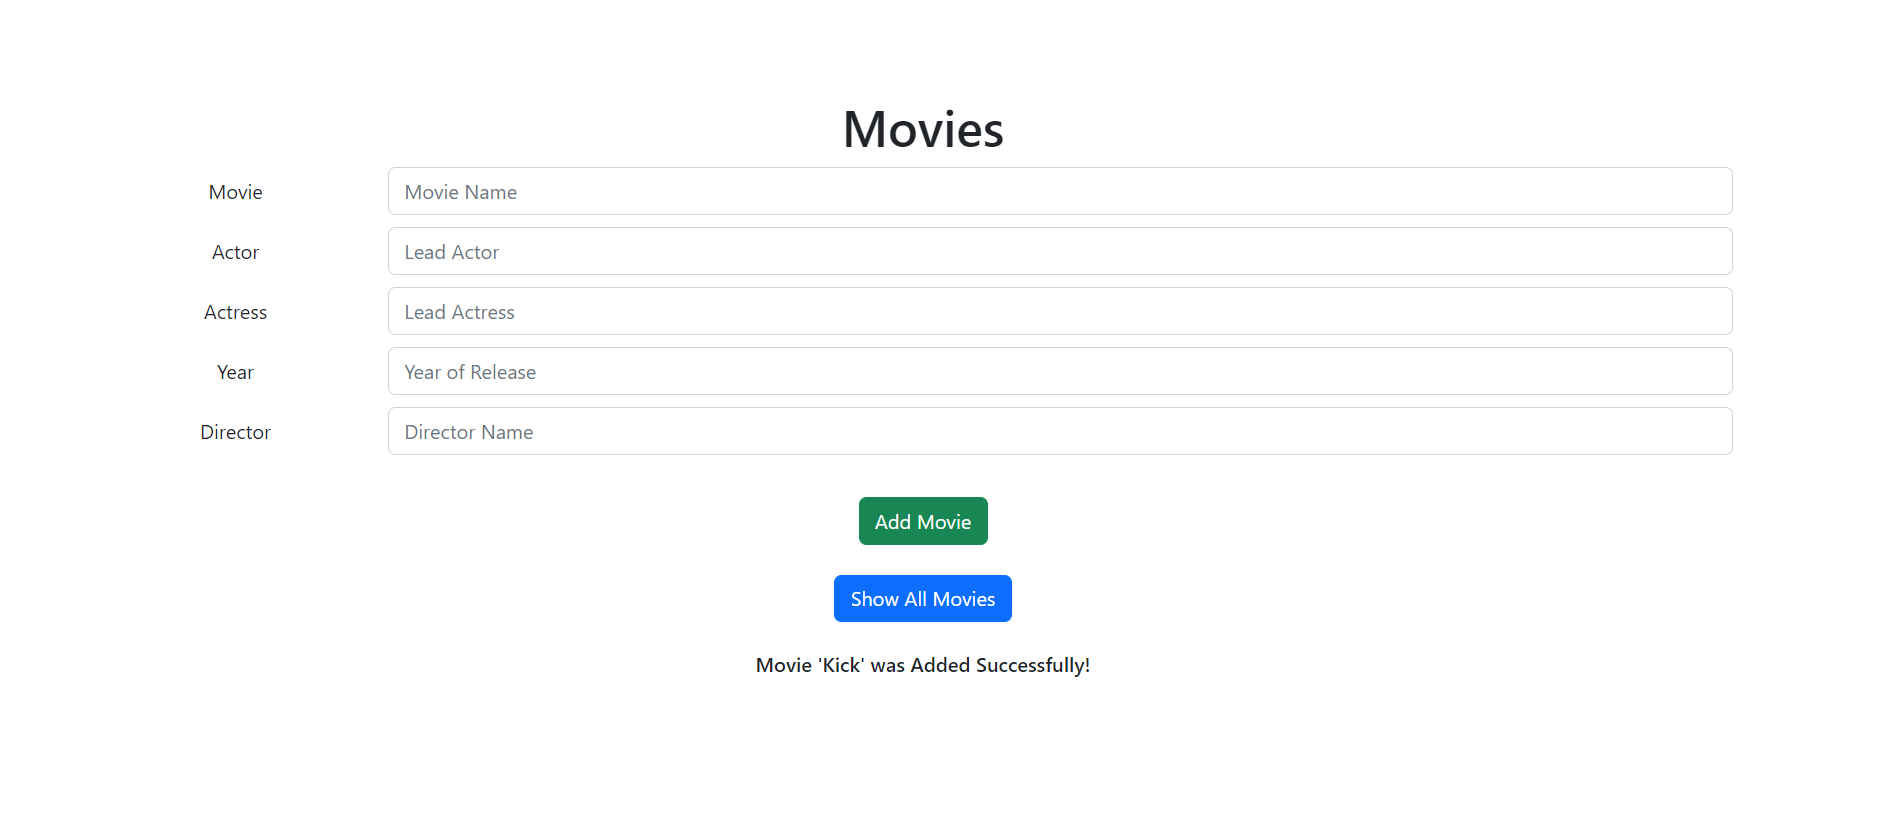 Movies
Movie Movie Name
Actor Lead Actor
Actress Lead Actress
Year Year of Release
Director Director Name
Add Movie
Show All Movies
Movie 'Kick' was Added Successfully!